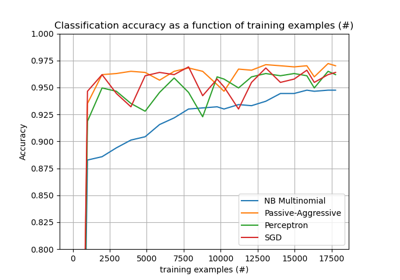 Classification accuracy as a function of training examples (#)
1.000
0.975
0.950
0.925
0.900
0.875
0.850
0.825
0.800
Accuracy
NB Multinomial
Passive-Aggressive
Perceptron
SGD
0 2500 5000 7500 10000 12500 15000 17500
training examples (#)